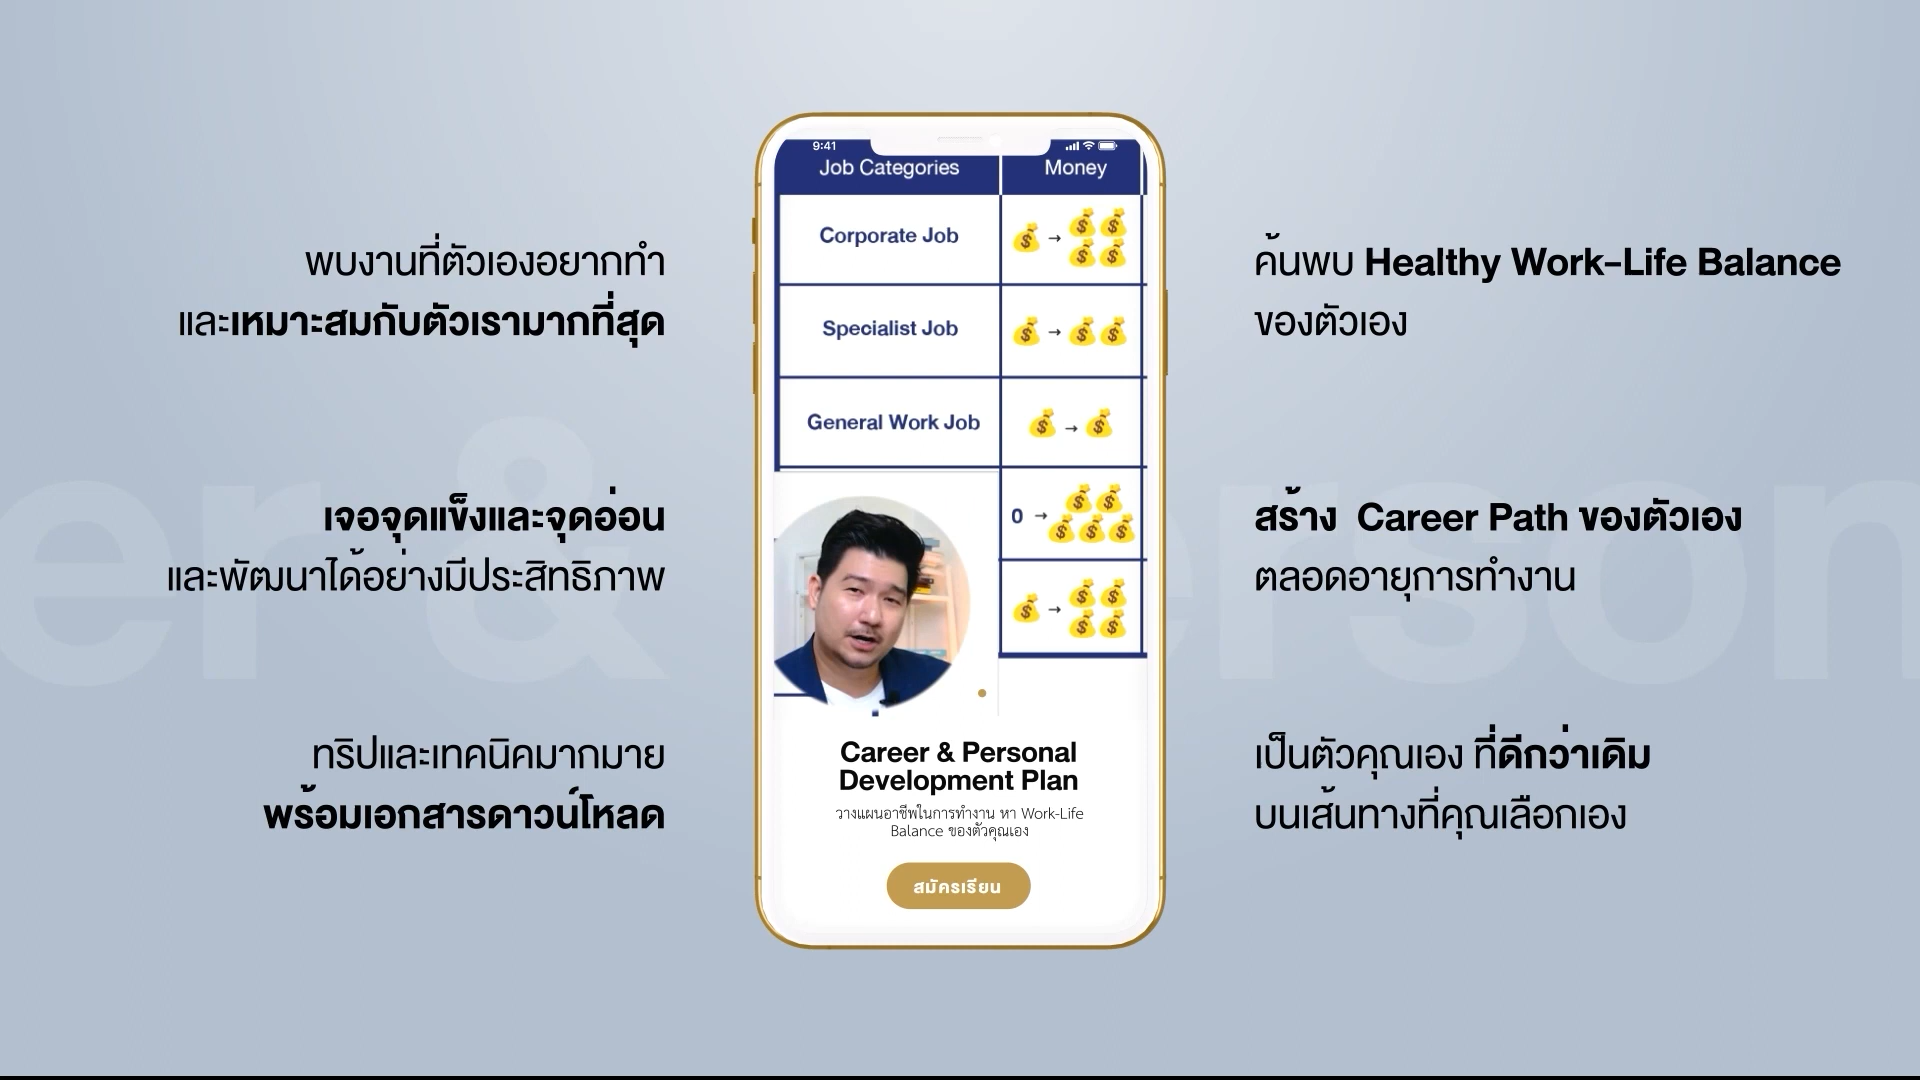 พบงานที่ตัวเองอยากทำ
และเหมาะสมกับตัวเรามากที่สุด
เจอจุดแข็งและจุดอ่อน
และพัฒนาได้อย่างมีประสิทธิภาพ
ทริปและเทคนิคมากมาย
พร้อมเอกสารดาวน์โหลด
9:41
Job Categories
Money
Corporate Job
Specialist Job
General Work Job
0
Career & Personal
Development Plan
วางแผนอาชีพในการทำงาน หา Work-Life
Balance ของตัวคุณเอง
สมัครเรียน
ค้นพบ Healthy Work-Life Balance
ของตัวเอง
สร้าง Career Path ของตัวเอง
ตลอดอายุการทำงาน
เป็นตัวคุณเอง ที่ดีกว่าเดิม
บนเส้นทางที่คุณเลือกเอง
er & Person